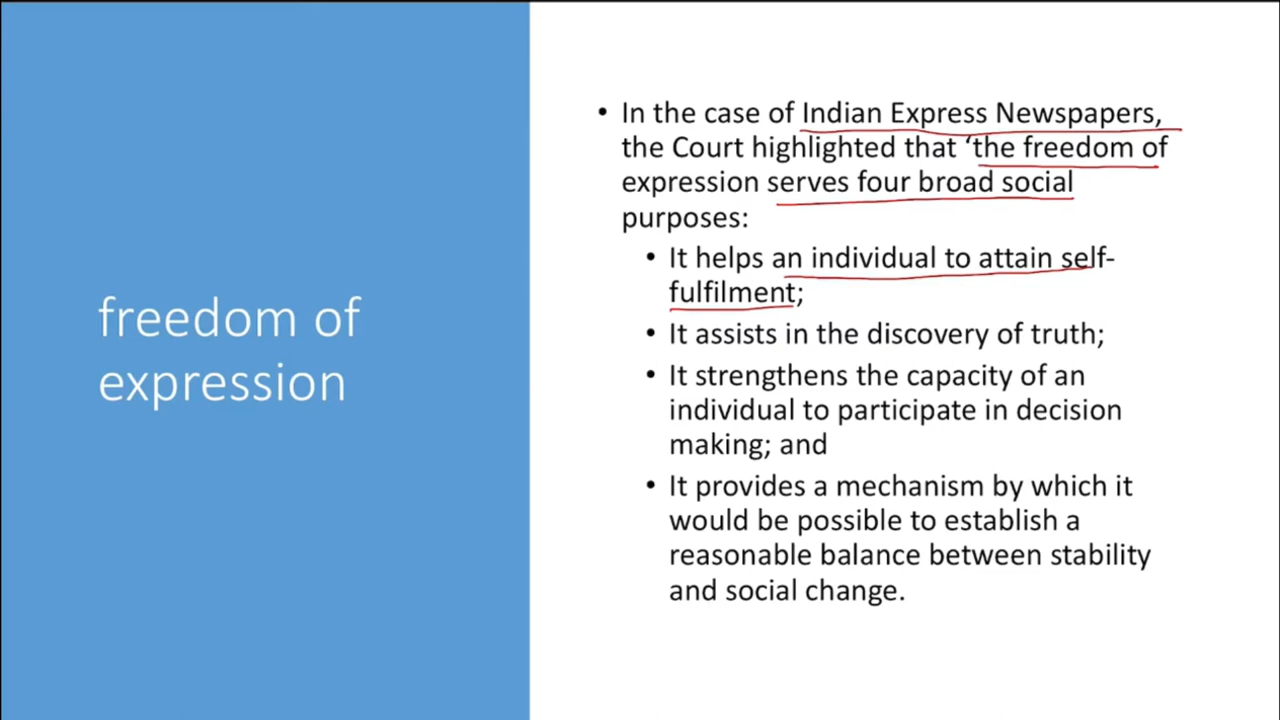 freedom of
expression
• In the case of Indian Express Newspapers,
the Court highlighted that ‘the freedom of
expression serves four broad social
purposes:
• It helps an individual to attain self-
fulfilment;
• It assists in the discovery of truth;
• It strengthens the capacity of an
individual to participate in decision
making; and
• It provides a mechanism by which it
would be possible to establish a
reasonable balance between stability
and social change.